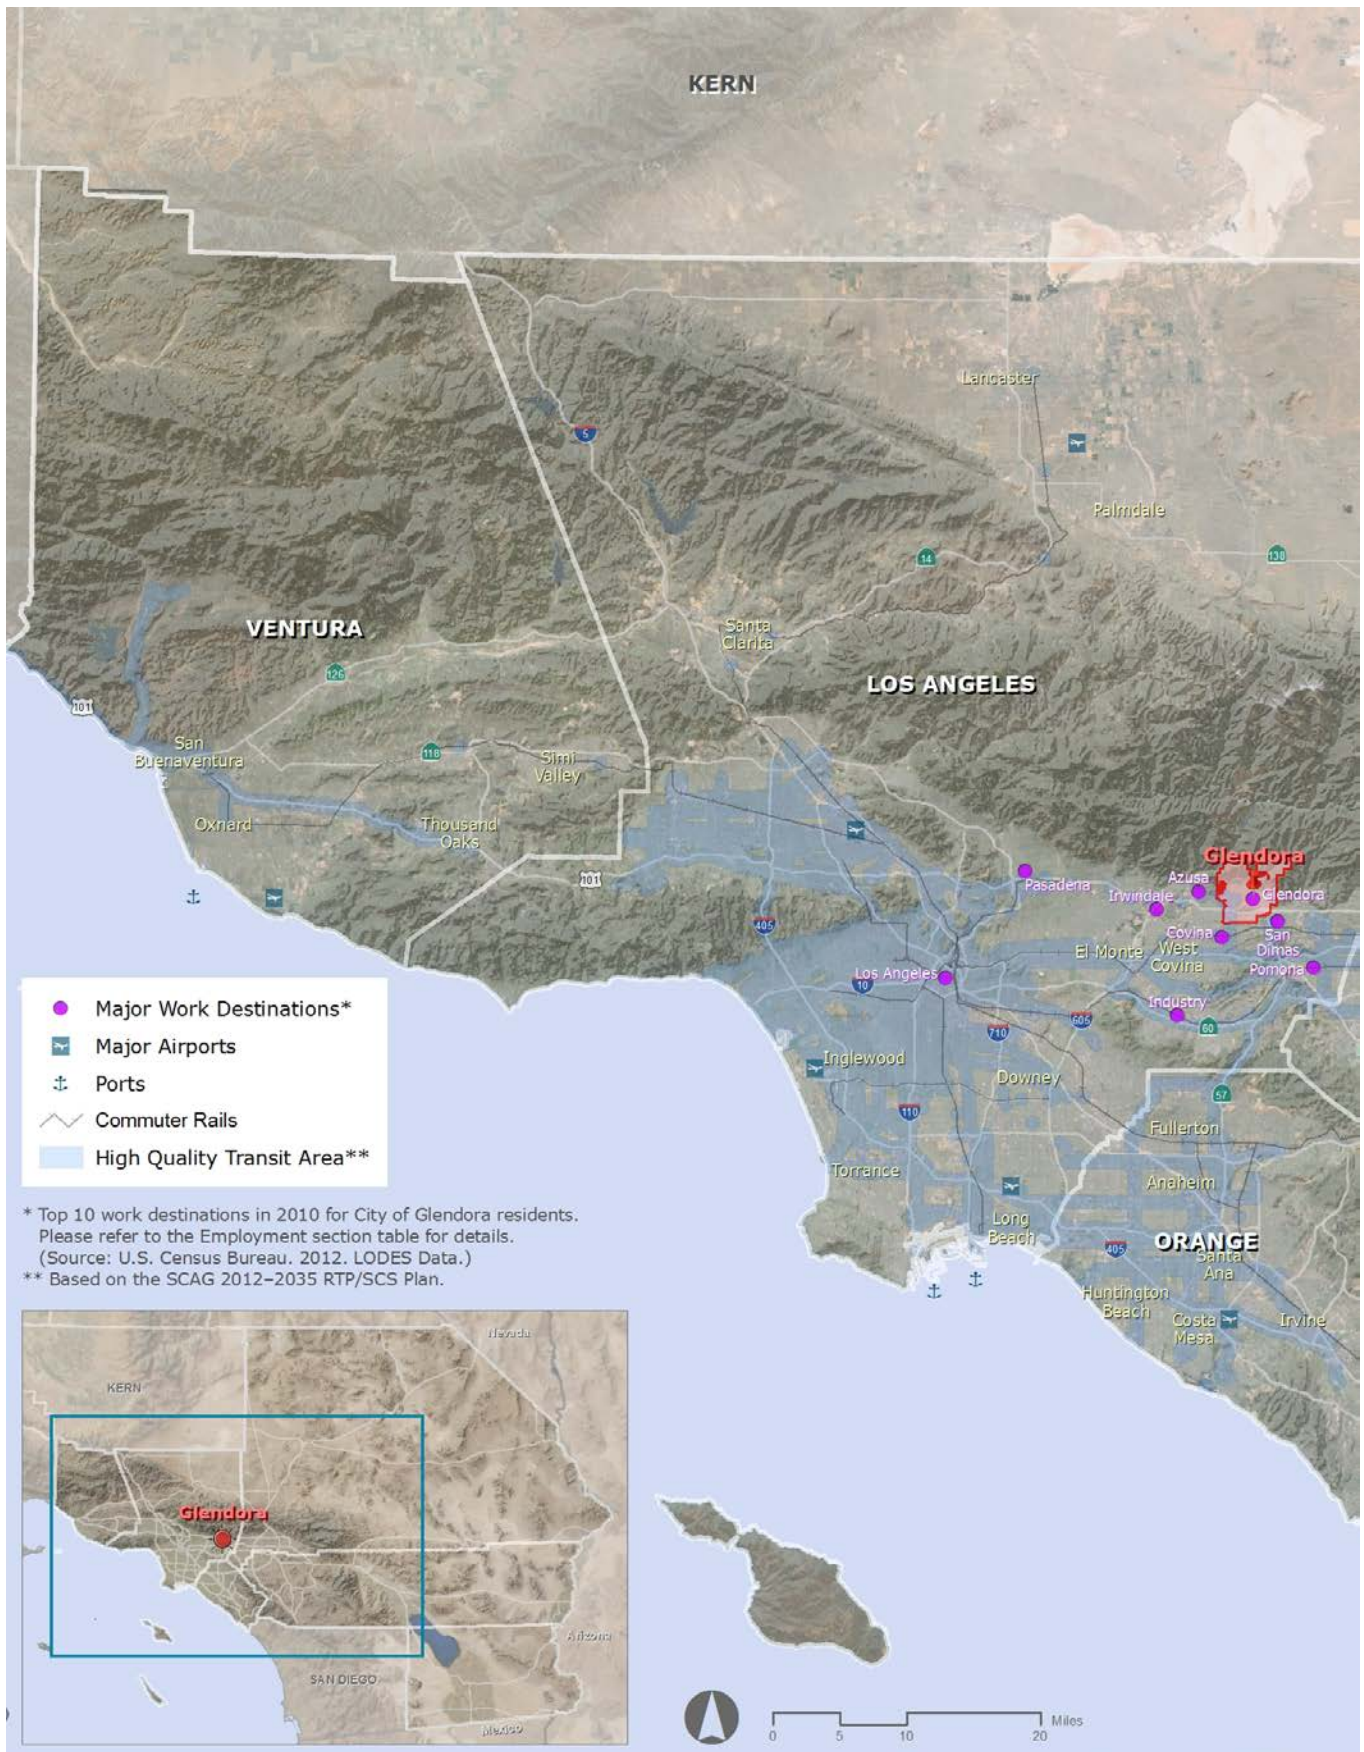 KERN
Lancaster
5
Palmdale
14
138
Santa
Clarita
VENTURA
126
LOS ANGELES
101
San
Buenaventura
118
Simi
Valley
Oxnard
Thousand
Oaks
101
Glendora
Pasadena
Azusa
Irwindale
Glendora
405
Covina
San
Dimas
El Monte
West
Covina
Pomona
Los Angeles
10
Industry
605
60
710
Inglewood
Downey
57
110
Fullerton
Torrance
Anaheim
Long
Beach
405
ORANGE
Santa
Ana
Huntington
Beach
Costa
Mesa
Irvine
Major Work Destinations*
Major Airports
Ports
Commuter Rails
High Quality Transit Area**
* Top 10 work destinations in 2010 for City of Glendora residents.
Please refer to the Employment section table for details.
(Source: U.S. Census Bureau. 2012. LODES Data.)
** Based on the SCAG 2012–2035 RTP/SCS Plan.
Nevada
KERN
Glendora
Arizona
SAN DIEGO
Mexico
Miles
0 5 10 20